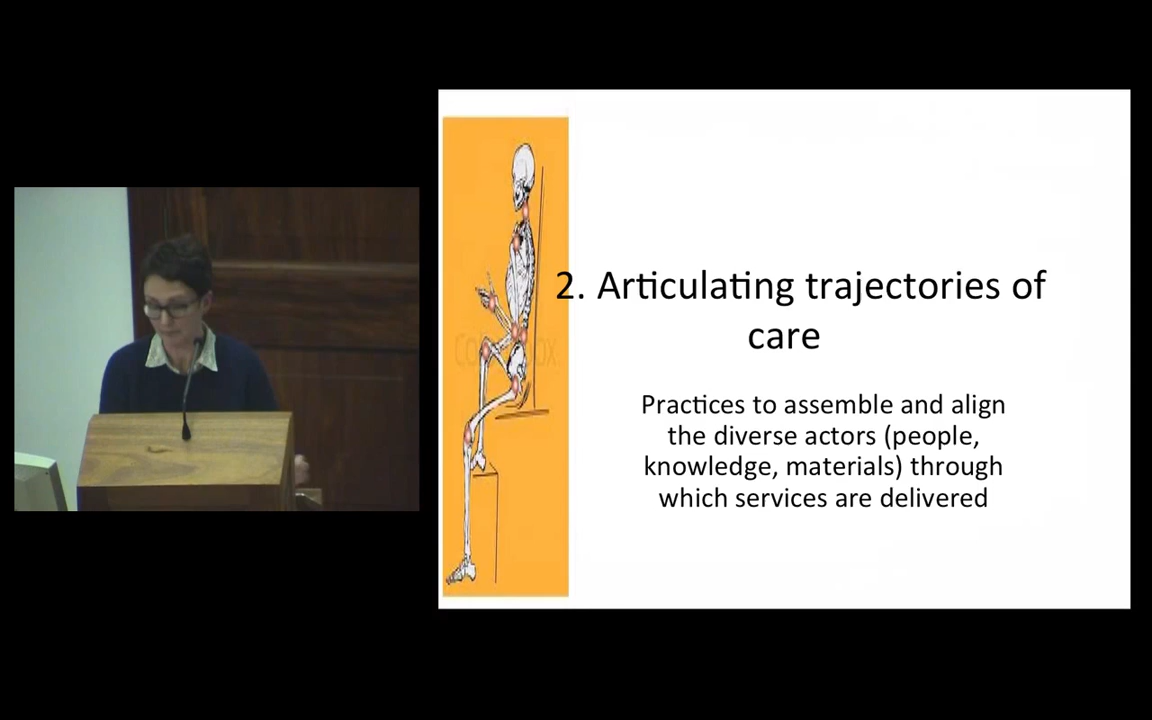 2. Articulating trajectories of
care
Practices to assemble and align
the diverse actors (people,
knowledge, materials) through
which services are delivered